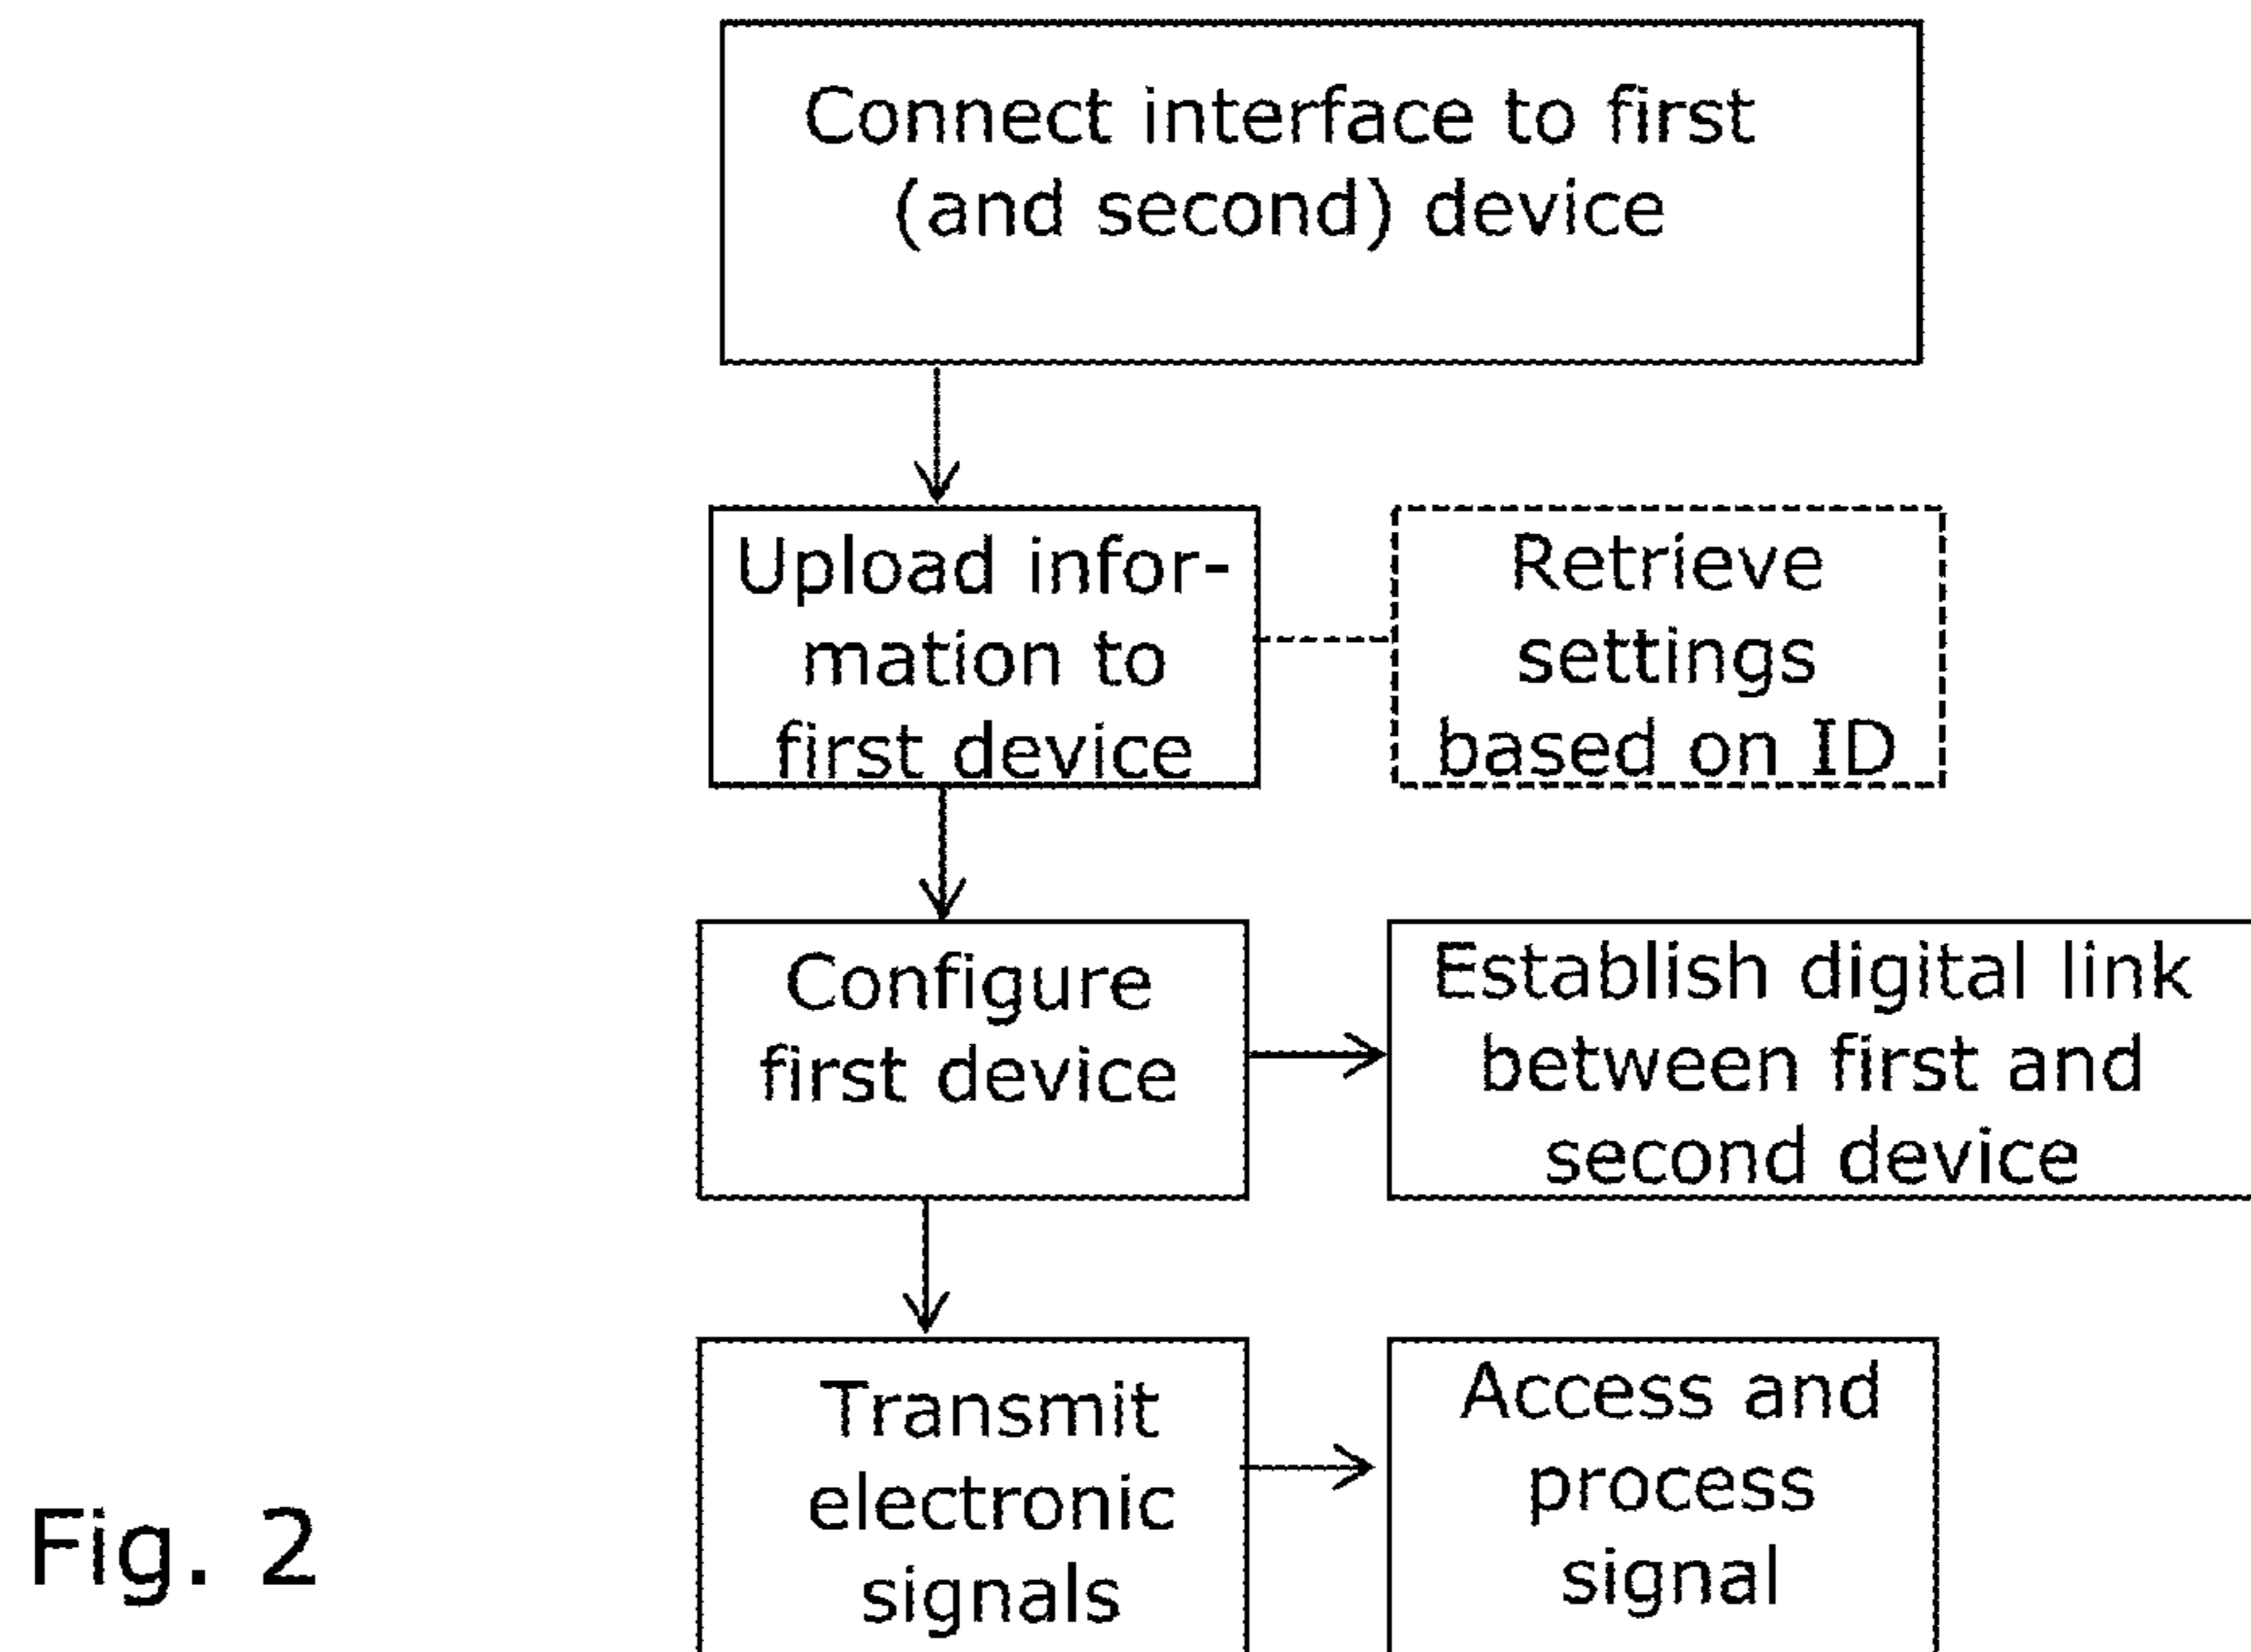 Connect interface to first
(and second) device
Upload infor-
mation to
first device
Retrieve
settings
based on ID
Configure
first device
Establish digital link
between first and
second device
Transmit
electronic
signals
Access and
process
signal
Fig. 2